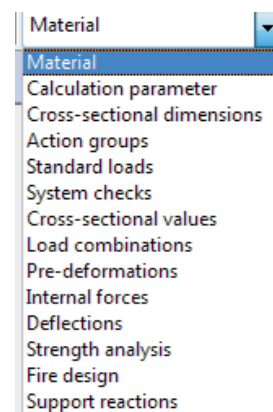 Material
Material
Calculation parameter
Cross-sectional dimensions
Action groups
Standard loads
System checks
Cross-sectional values
Load combinations
Pre-deformations
Internal forces
Deflections
Strength analysis
Fire design
Support reactions